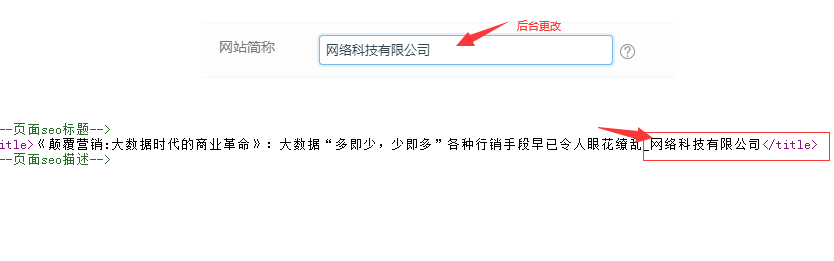 后台更改
网站简称 网络科技有限公司 ?
--页面seo标题-->
itle>《颠覆营销:大数据时代的商业革命》：大数据“多即少，少即多”各种行销手段早已令人眼花缭乱_网络科技有限公司</title>
--页面seo描述-->